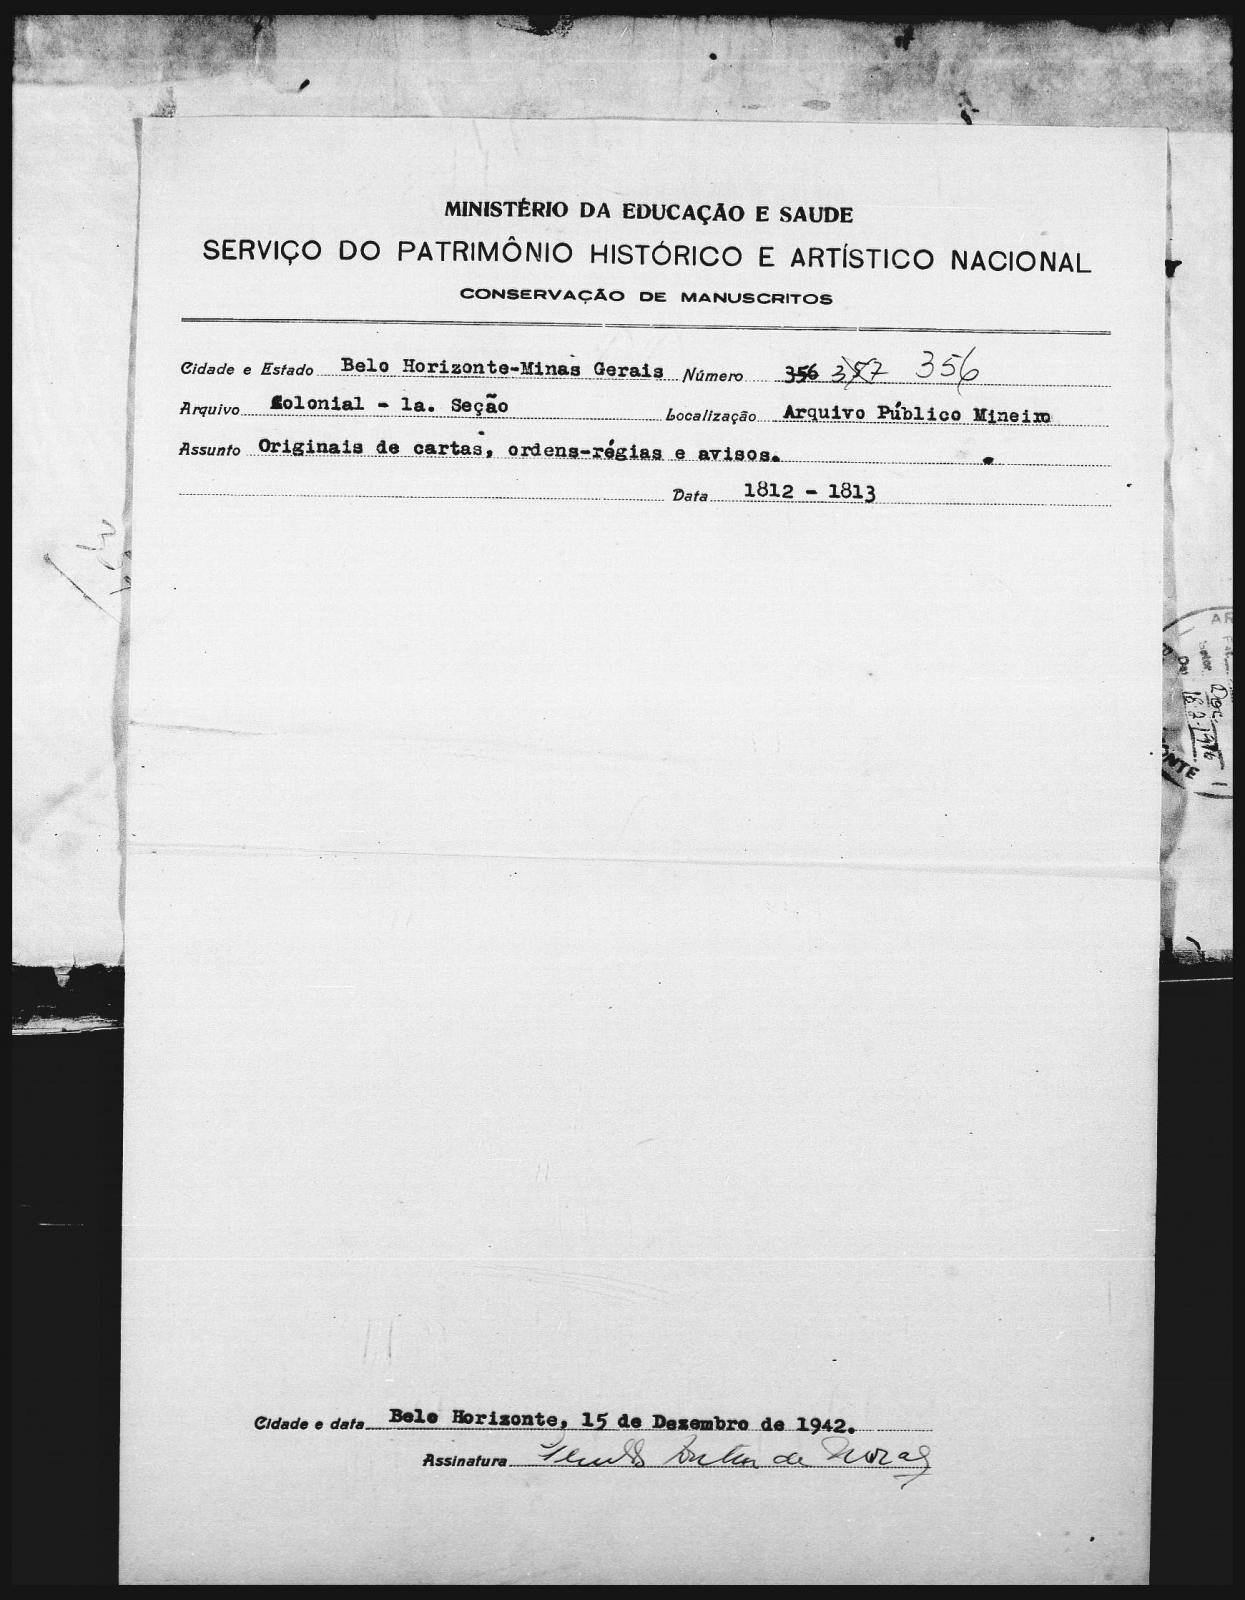 MINISTÉRIO DA EDUCAÇÃO E SAUDE
SERVIÇO DO PATRIMÔNIO HISTÓRICO E ARTÍSTICO NACIONAL
CONSERVAÇÃO DE MANUSCRITOS
Cidade e Estado Belo Horizonte-Minas Gerais Número 356 357 356
Arquivo Colonial - 1a. Seção Localização Arquivo Público Mineiro
Assunto Originais de cartas, ordens-régias e avisos.
Data 1812 - 1813
Cidade e data Belo Horizonte, 15 de Dezembro de 1942.
Assinatura de Moraes